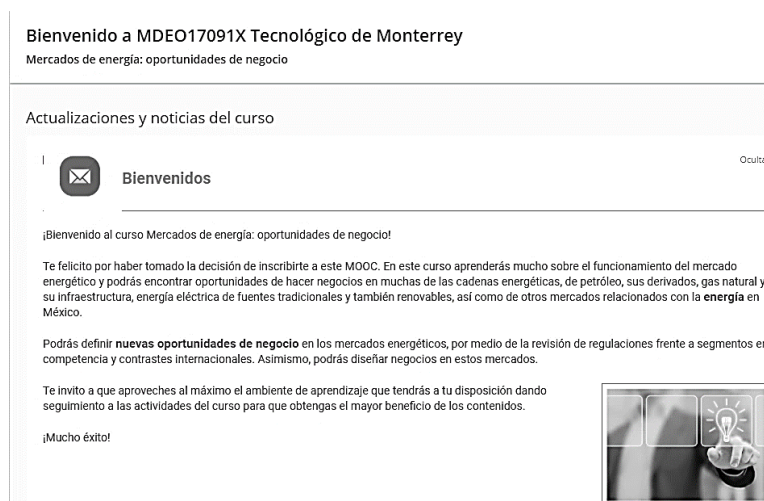 Bienvenido a MDEO17091X Tecnológico de Monterrey
Mercados de energía: oportunidades de negocio
Actualizaciones y noticias del curso
Bienvenidos
¡Bienvenido al curso Mercados de energía: oportunidades de negocio!
Te felicito por haber tomado la decisión de inscribirte a este MOOC. En este curso aprenderás mucho sobre el funcionamiento del mercado
energético y podrás encontrar oportunidades de hacer negocios en muchas de las cadenas energéticas, de petróleo, sus derivados, gas natural y
su infraestructura, energía eléctrica de fuentes tradicionales y también renovables, así como de otros mercados relacionados con la energía en
México.
Podrás definir nuevas oportunidades de negocio en los mercados energéticos, por medio de la revisión de regulaciones frente a segmentos en
competencia y contrastes internacionales. Asimismo, podrás diseñar negocios en estos mercados.
Te invito a que aproveches al máximo el ambiente de aprendizaje que tendrás a tu disposición dando
seguimiento a las actividades del curso para que obtengas el mayor beneficio de los contenidos.
¡Mucho éxito!